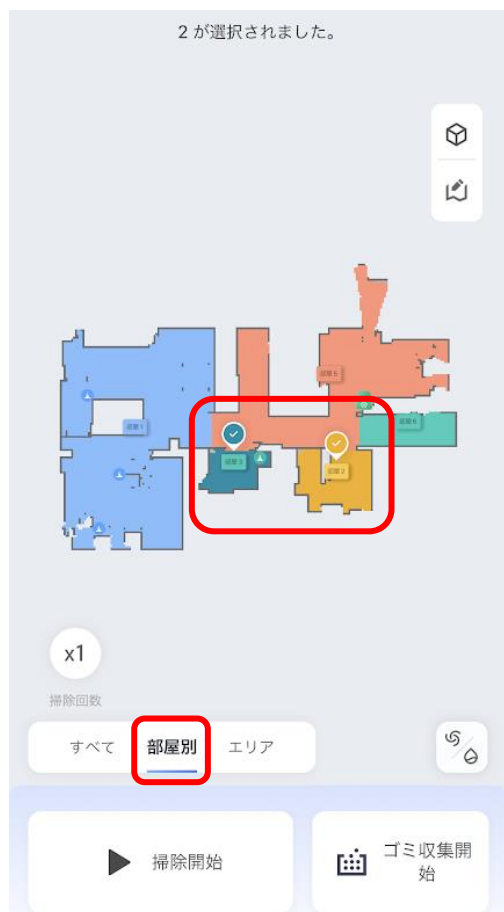 2 が選択されました。
部屋 5
部屋 1
部屋 6
部屋 3
部屋 2
x1
掃除回数
すべて
部屋別
エリア
掃除開始
ゴミ収集開
始